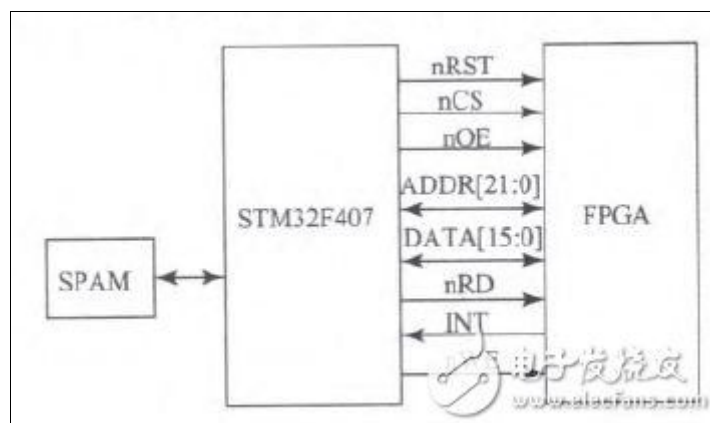 nRST
nCS
nOE
ADDR[21:0]
STM32F407
FPGA
DATA[15:0]
SPAM
nRD
INT
电子发烧友
www.elecfans.com